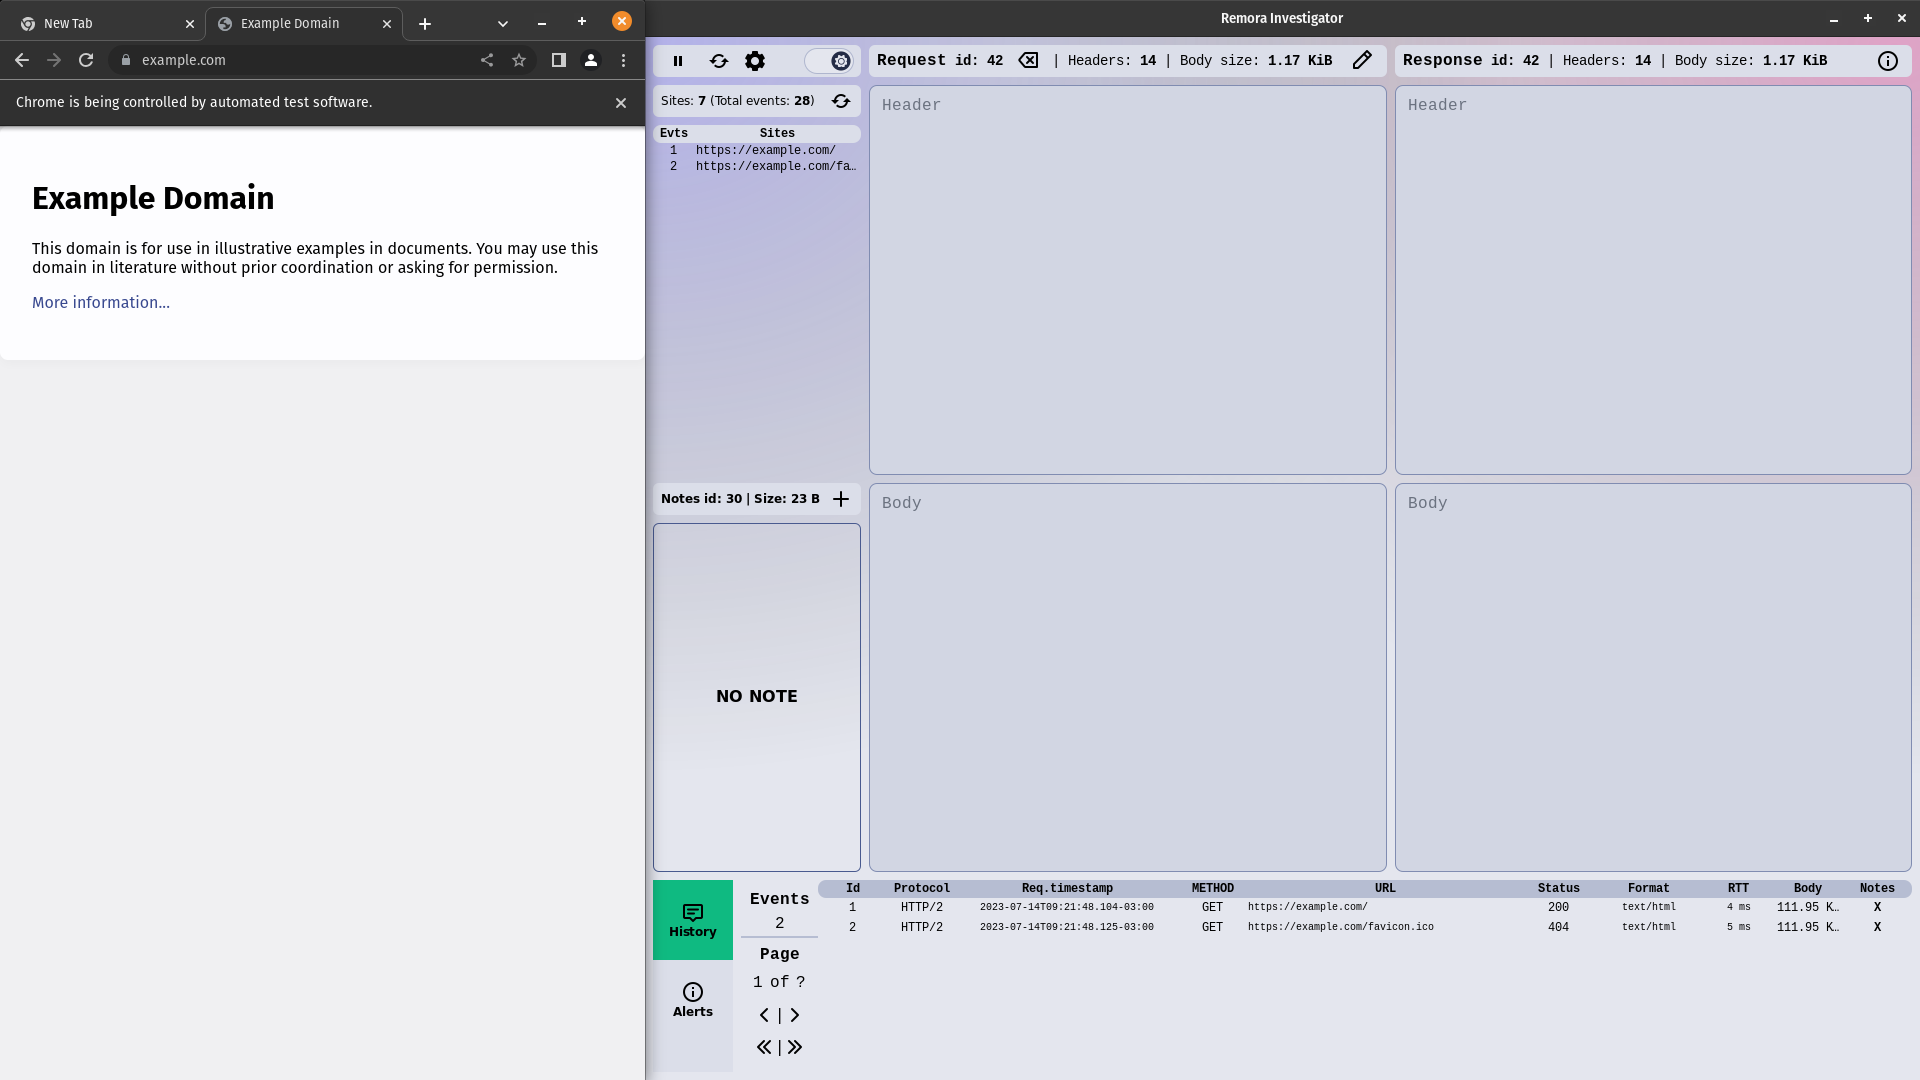 New Tab
Example Domain
example.com
Chrome is being controlled by automated test software.
Example Domain
This domain is for use in illustrative examples in documents. You may use this
domain in literature without prior coordination or asking for permission.
More information...
Remora Investigator
Request id: 42 | Headers: 14 | Body size: 1.17 KiB
Response id: 42 | Headers: 14 | Body size: 1.17 KiB
Sites: 7 (Total events: 28)
Evts Sites
1 https://example.com/
2 https://example.com/fa…
Header
Header
Notes id: 30 | Size: 23 B
NO NOTE
Body
Body
History
Alerts
Events
2
Page
1 of ?
|
|
Id Protocol Req.timestamp METHOD URL Status Format RTT Body Notes
1 HTTP/2 2023-07-14T09:21:48.104-03:00 GET https://example.com/ 200 text/html 4 ms 111.95 K… X
2 HTTP/2 2023-07-14T09:21:48.125-03:00 GET https://example.com/favicon.ico 404 text/html 5 ms 111.95 K… X